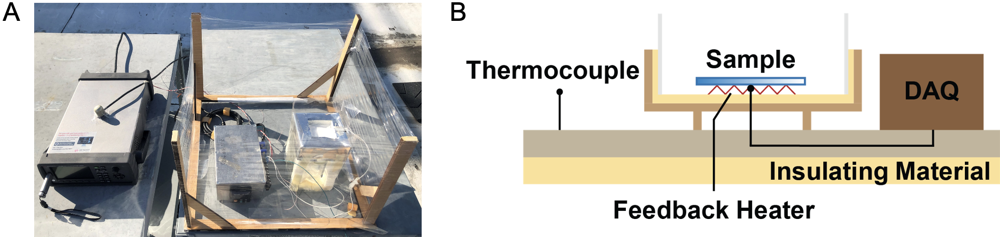 A
B
Thermocouple
Sample
DAQ
Insulating Material
Feedback Heater